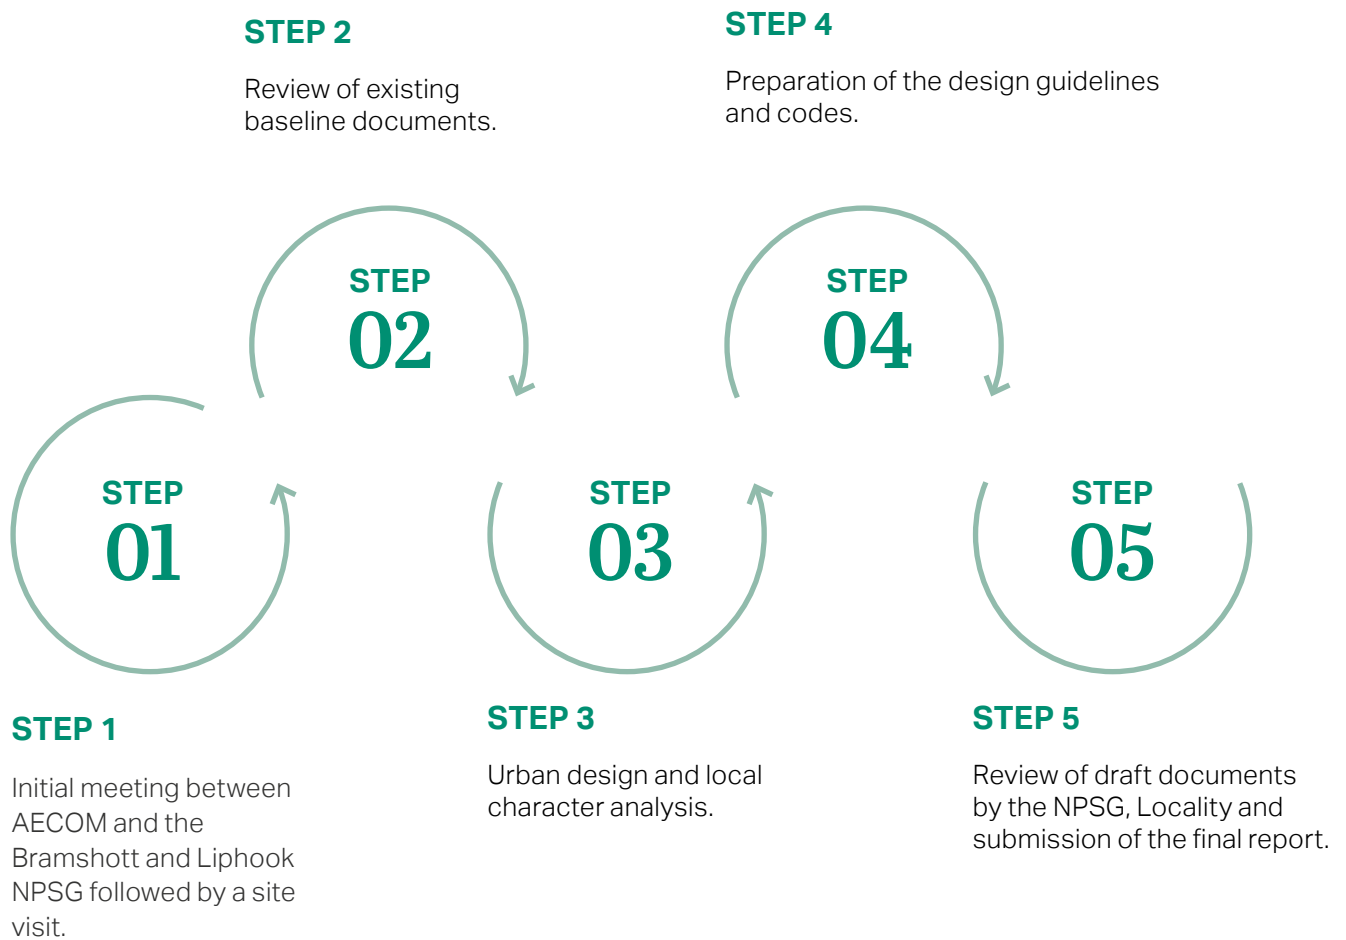 STEP 2
Review of existing
baseline documents.
STEP 4
Preparation of the design guidelines
and codes.
STEP
02
STEP
04
STEP
01
STEP
03
STEP
05
STEP 1
Initial meeting between
AECOM and the
Bramshott and Liphook
NPSG followed by a site
visit.
STEP 3
Urban design and local
character analysis.
STEP 5
Review of draft documents
by the NPSG, Locality and
submission of the final report.